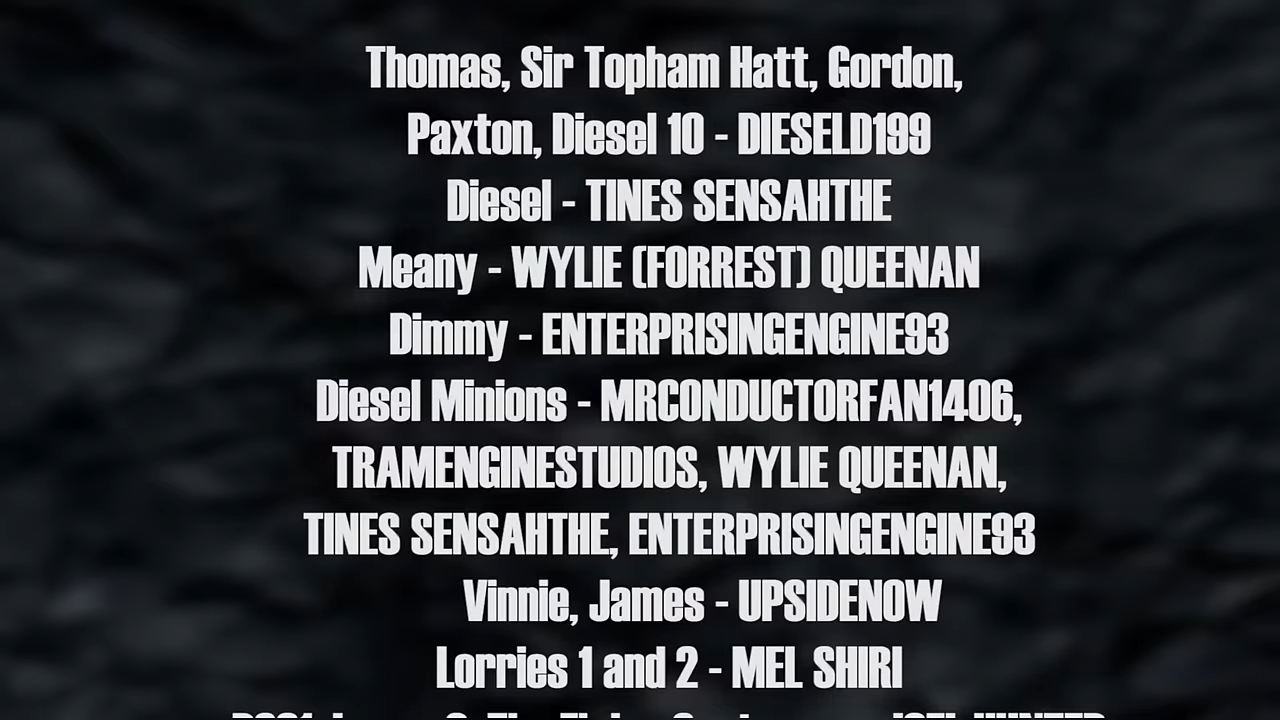 Thomas, Sir Topham Hatt, Gordon,
Paxton, Diesel 10 - DIESELD199
Diesel - TINES SENSAHTHE
Meany - WYLIE (FORREST) QUEENAN
Dimmy - ENTERPRISINGENGINE93
Diesel Minions - MRCONDUCTORFAN1406,
TRAMENGINESTUDIOS, WYLIE QUEENAN,
TINES SENSAHTHE, ENTERPRISINGENGINE93
Vinnie, James - UPSIDENOW
Lorries 1 and 2 - MEL SHIRI